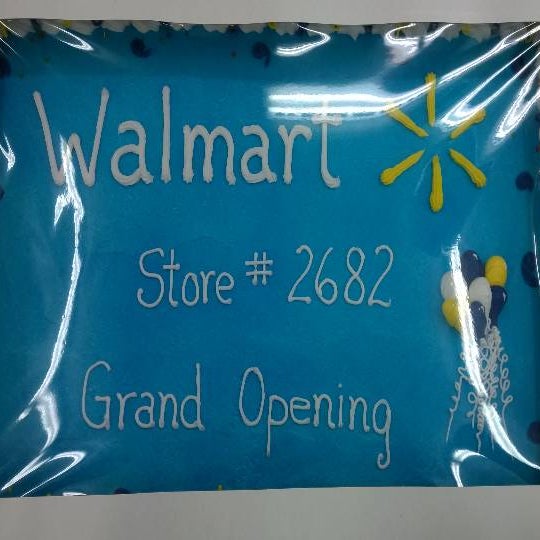 Walmart
Store # 2682
Grand Opening